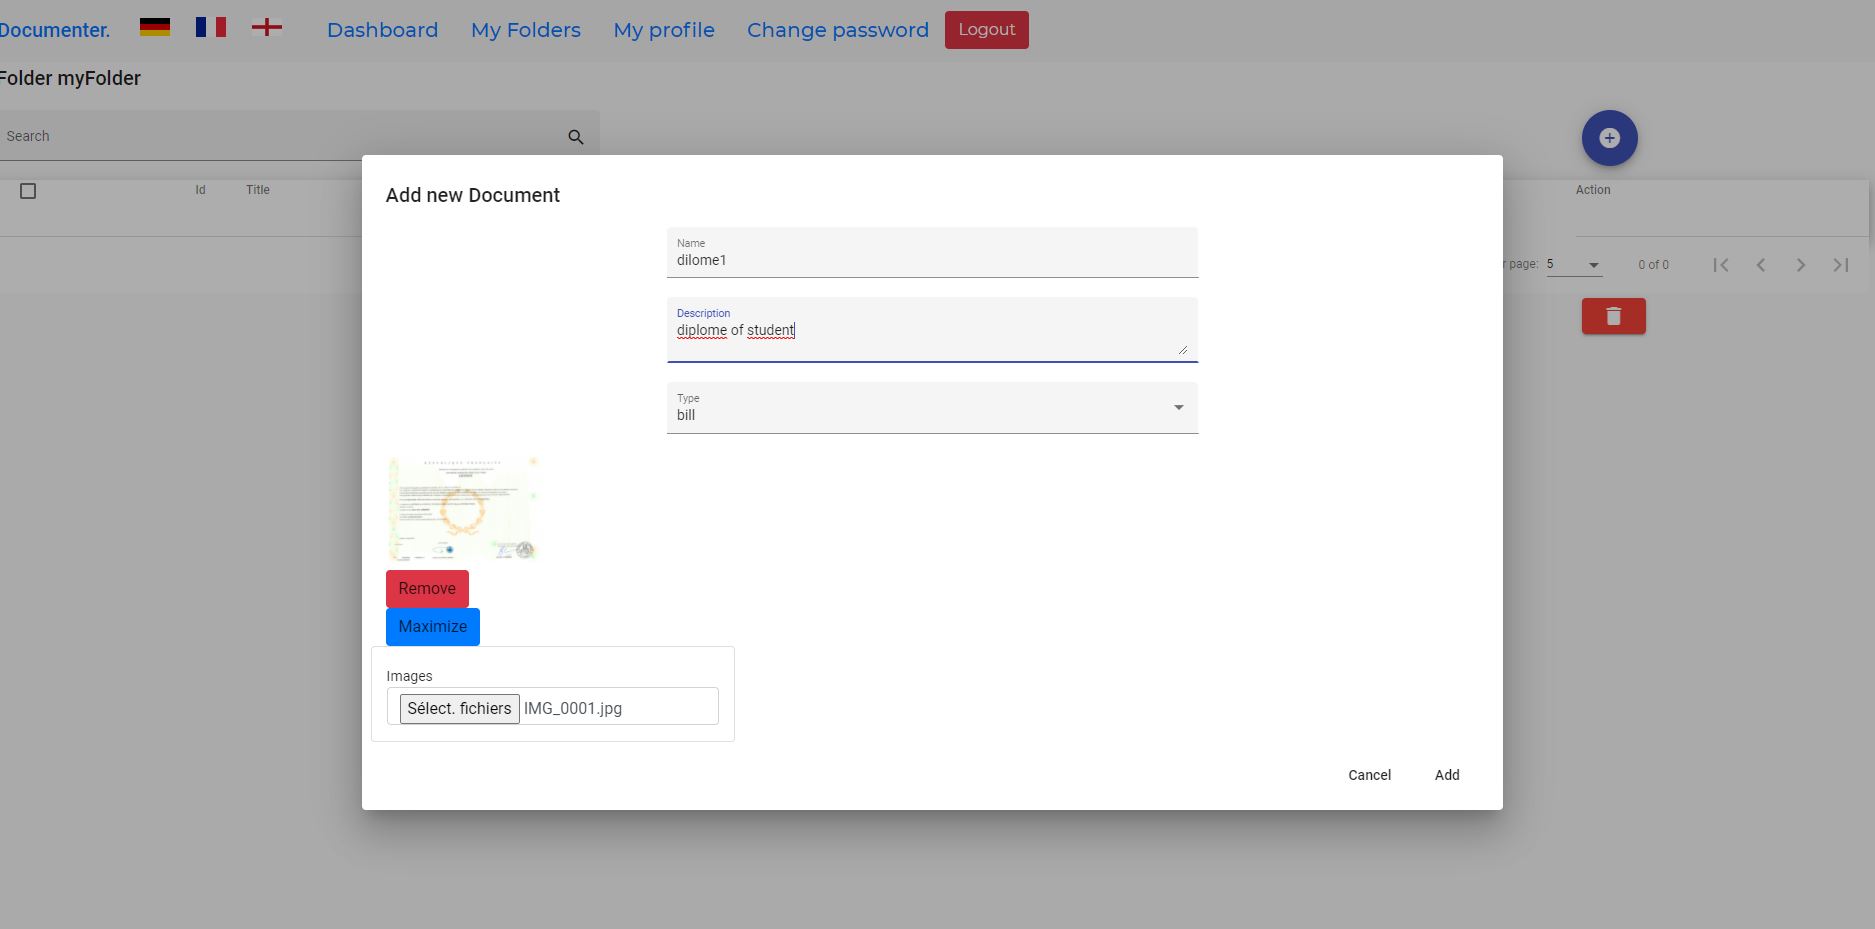 Documenter. Dashboard My Folders My profile Change password Logout
Folder myFolder
Search
Id Title Action
r page: 5 0 of 0
Add new Document
Name
dilome1
Description
diplome of student
Type
bill
RÉPUBLIQUE FRANÇAISE
Remove
Maximize
Images
Sélect. fichiers IMG_0001.jpg
Cancel Add